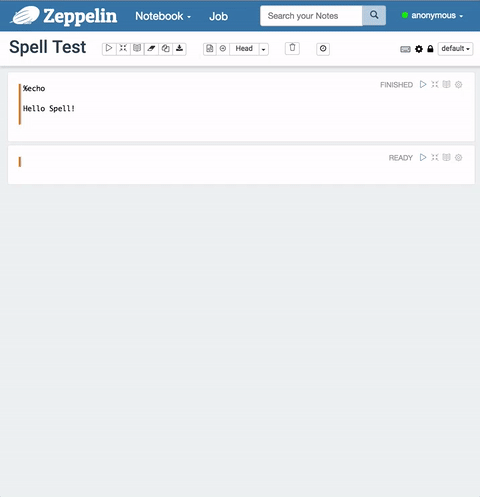 Zeppelin Notebook Job Search your Notes anonymous
Spell Test Head default
FINISHED
%echo
Hello Spell!
READY